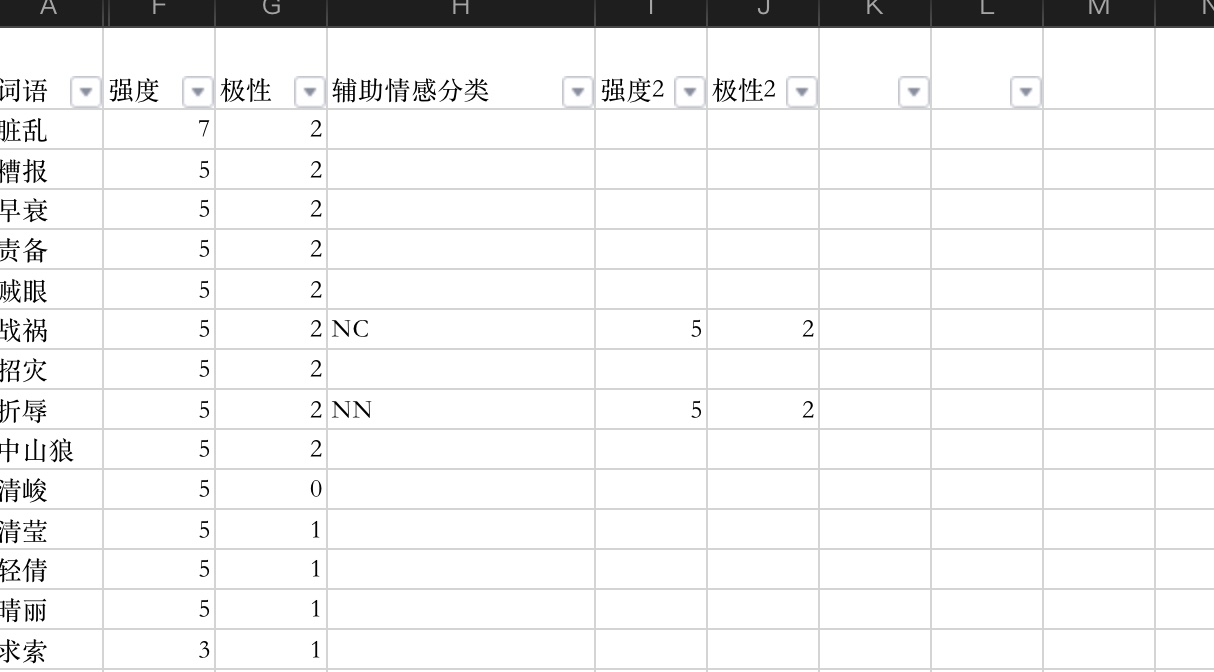 A F G H I J K L M N
词语 强度 极性 辅助情感分类 强度2 极性2
脏乱 7 2
糟报 5 2
早衰 5 2
责备 5 2
贼眼 5 2
战祸 5 2 NC 5 2
招灾 5 2
折辱 5 2 NN 5 2
中山狼 5 2
清峻 5 0
清莹 5 1
轻倩 5 1
晴丽 5 1
求索 3 1